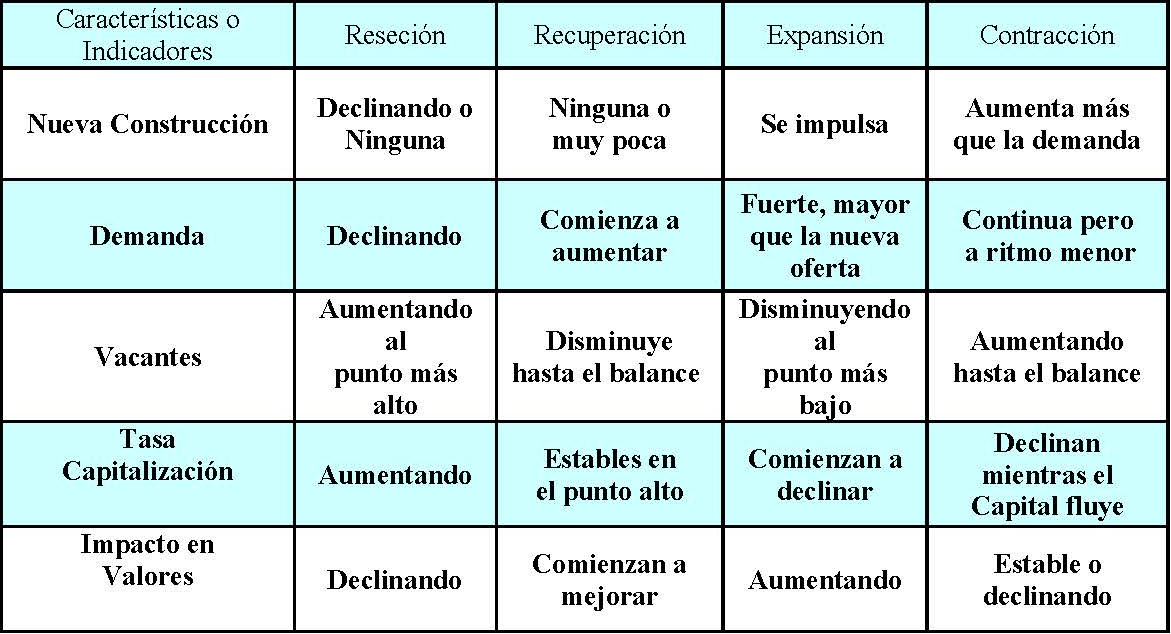 Características o
Indicadores
Reseción
Recuperación
Expansión
Contracción
Nueva Construcción
Declinando o
Ninguna
Ninguna o
muy poca
Se impulsa
Aumenta más
que la demanda
Demanda
Declinando
Comienza a
aumentar
Fuerte, mayor
que la nueva
oferta
Continua pero
a ritmo menor
Vacantes
Aumentando
al
punto más
alto
Disminuye
hasta el balance
Disminuyendo
al
punto más
bajo
Aumentando
hasta el balance
Tasa
Capitalización
Aumentando
Estables en
el punto alto
Comienzan a
declinar
Declinan
mientras el
Capital fluye
Impacto en
Valores
Declinando
Comienzan a
mejorar
Aumentando
Estable o
declinando